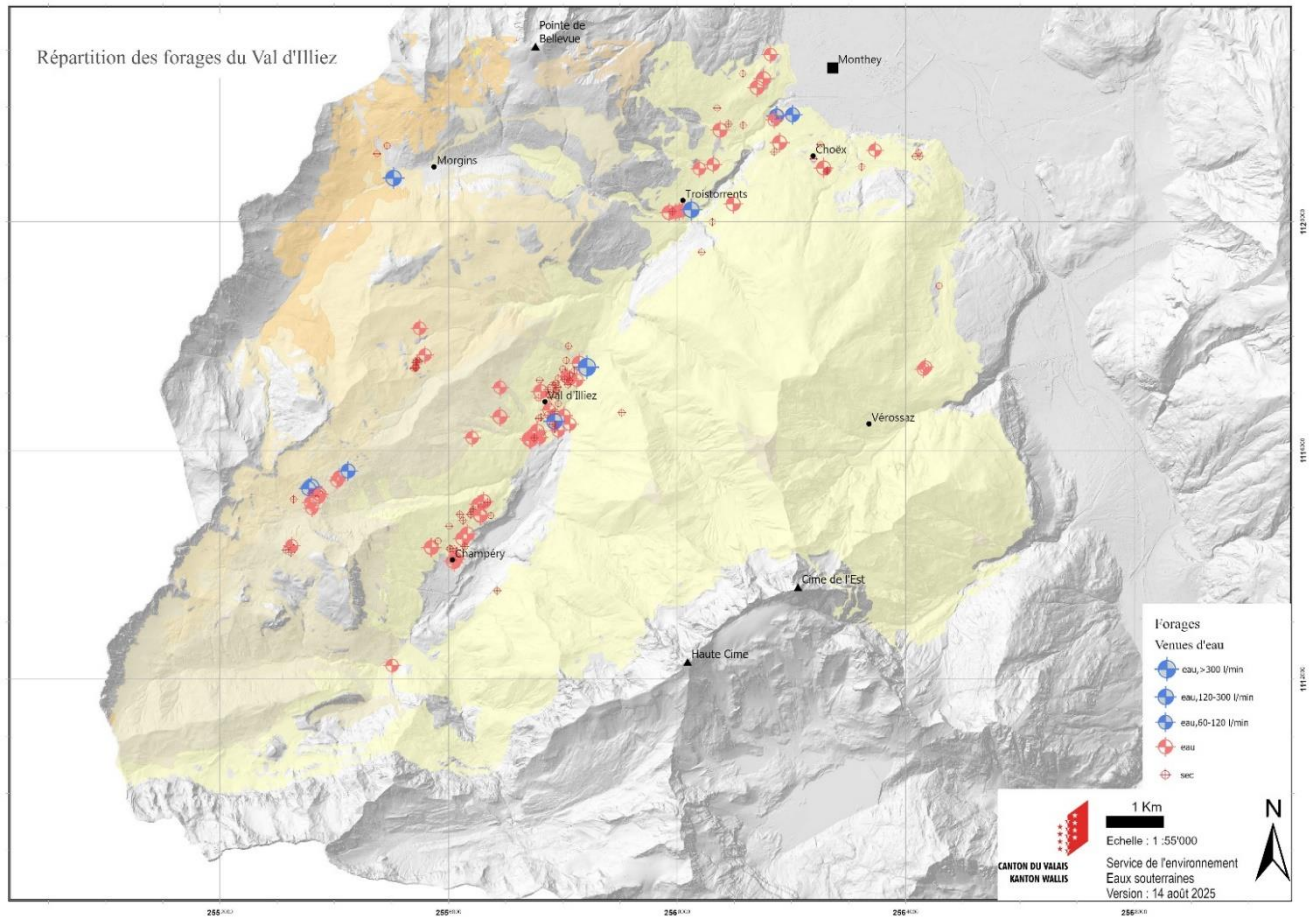 Répartition des forages du Val d'Illiez
Pointe de
Bellevue
Monthey
Morgins
Choëx
Troistorrents
Val d'Illiez
Vérossaz
Champéry
Cime de l'Est
Haute Cime
Forages
Venues d'eau
eau,>300 l/min
eau,120-300 l/min
eau,60-120 l/min
eau
sec
CANTON DU VALAIS
KANTON WALLIS
1 Km
Echelle : 1 :55'000
Service de l'environnement
Eaux souterraines
Version : 14 août 2025
N